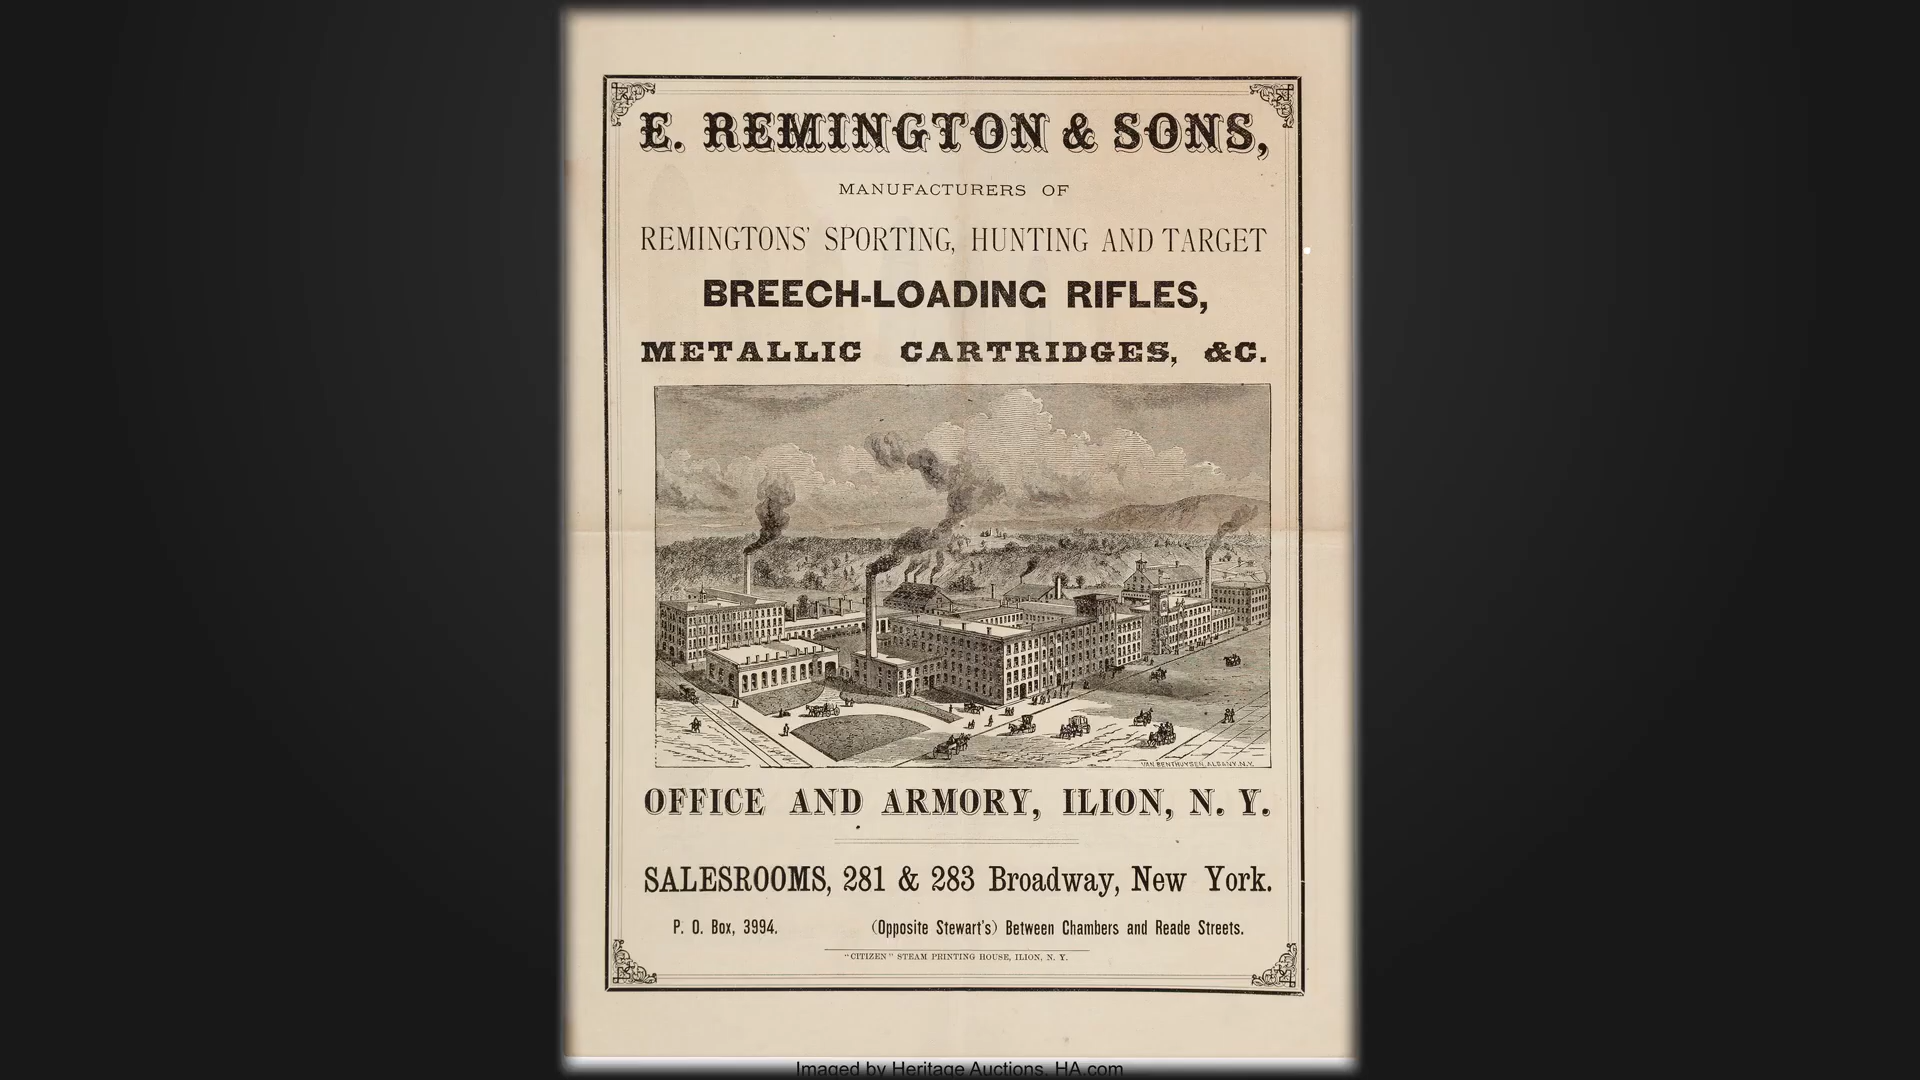 E. REMINGTON & SONS,
MANUFACTURERS OF
REMINGTONS' SPORTING, HUNTING AND TARGET
BREECH-LOADING RIFLES,
METALLIC CARTRIDGES, &C.
VAN BENTHUYSEN, ALBANY, N.Y.
OFFICE AND ARMORY, ILION, N. Y.
SALESROOMS, 281 & 283 Broadway, New York.
P. O. Box, 3994. (Opposite Stewart's) Between Chambers and Reade Streets.
"CITIZEN" STEAM PRINTING HOUSE, ILION, N. Y.
Imaged by Heritage Auctions, HA.com